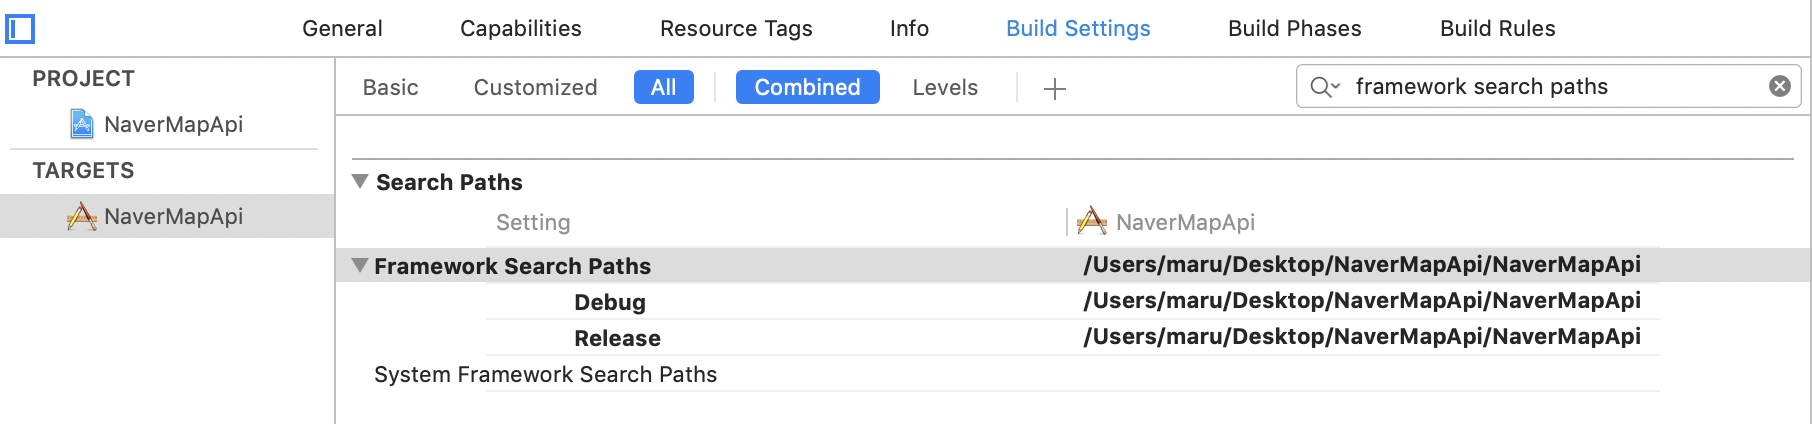 General Capabilities Resource Tags Info Build Settings Build Phases Build Rules
PROJECT
NaverMapApi
TARGETS
NaverMapApi
Basic Customized All Combined Levels framework search paths
Search Paths
Setting NaverMapApi
Framework Search Paths /Users/maru/Desktop/NaverMapApi/NaverMapApi
Debug /Users/maru/Desktop/NaverMapApi/NaverMapApi
Release /Users/maru/Desktop/NaverMapApi/NaverMapApi
System Framework Search Paths